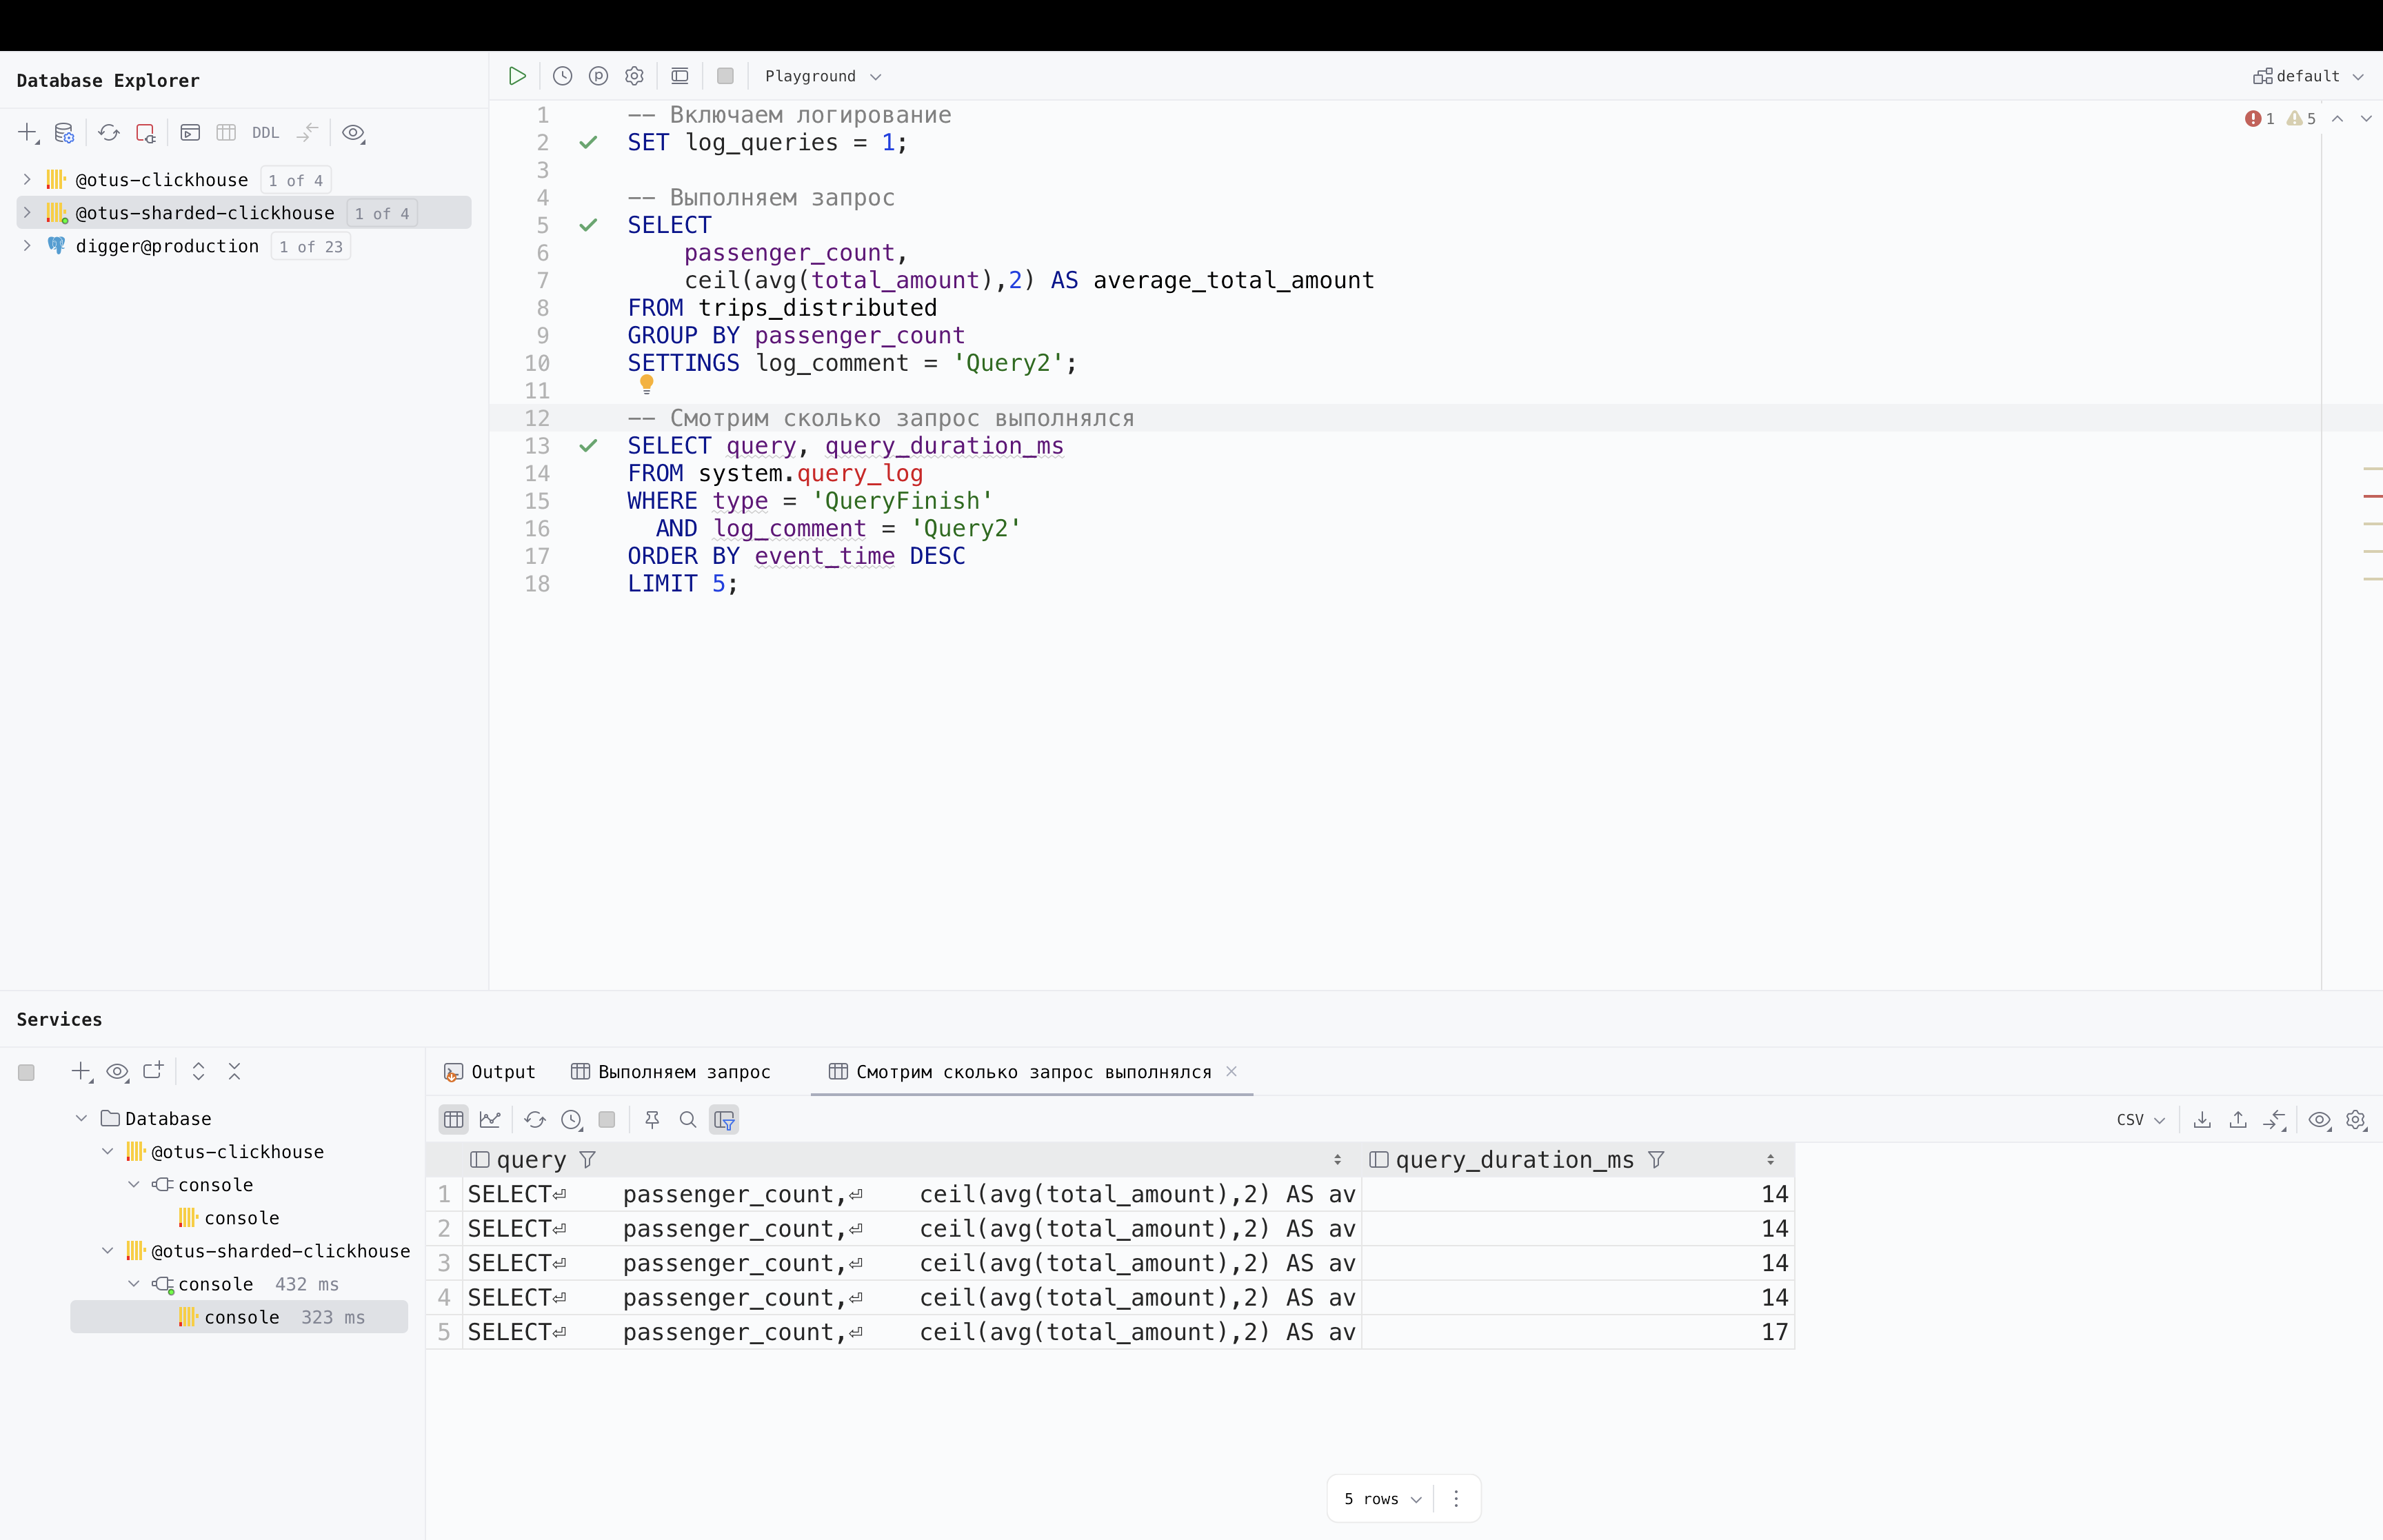 Database Explorer
DDL
@otus-clickhouse 1 of 4
@otus-sharded-clickhouse 1 of 4
digger@production 1 of 23
Playground
default
1 5
1 -- Включаем логирование
2 SET log_queries = 1;
3
4 -- Выполняем запрос
5 SELECT
6 passenger_count,
7 ceil(avg(total_amount),2) AS average_total_amount
8 FROM trips_distributed
9 GROUP BY passenger_count
10 SETTINGS log_comment = 'Query2';
11
12 -- Смотрим сколько запрос выполнялся
13 SELECT query, query_duration_ms
14 FROM system.query_log
15 WHERE type = 'QueryFinish'
16 AND log_comment = 'Query2'
17 ORDER BY event_time DESC
18 LIMIT 5;
Services
Database
@otus-clickhouse
console
console
@otus-sharded-clickhouse
console 432 ms
console 323 ms
Output Выполняем запрос Смотрим сколько запрос выполнялся
CSV
query query_duration_ms
1 SELECT⏎ passenger_count,⏎ ceil(avg(total_amount),2) AS av 14
2 SELECT⏎ passenger_count,⏎ ceil(avg(total_amount),2) AS av 14
3 SELECT⏎ passenger_count,⏎ ceil(avg(total_amount),2) AS av 14
4 SELECT⏎ passenger_count,⏎ ceil(avg(total_amount),2) AS av 14
5 SELECT⏎ passenger_count,⏎ ceil(avg(total_amount),2) AS av 17
5 rows